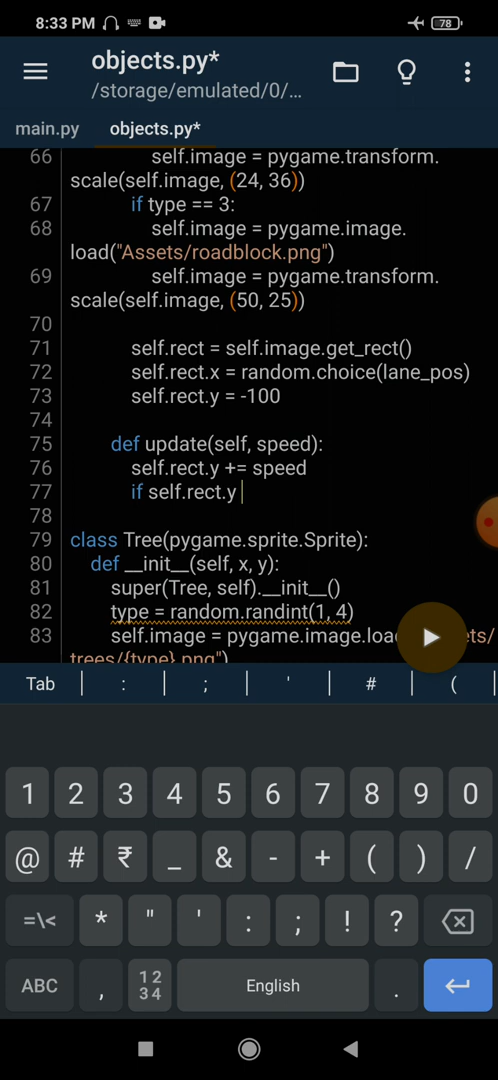 8:33 PM
78
objects.py*
/storage/emulated/0/...
main.py
objects.py*
66 self.image = pygame.transform.
scale(self.image, (24, 36))
67 if type == 3:
68 self.image = pygame.image.
load("Assets/roadblock.png")
69 self.image = pygame.transform.
scale(self.image, (50, 25))
70
71 self.rect = self.image.get_rect()
72 self.rect.x = random.choice(lane_pos)
73 self.rect.y = -100
74
75 def update(self, speed):
76 self.rect.y += speed
77 if self.rect.y
78
79 class Tree(pygame.sprite.Sprite):
80 def __init__(self, x, y):
81 super(Tree, self).__init__()
82 type = random.randint(1, 4)
83 self.image = pygame.image.loa ets/
trees/{type}.png")
Tab : ; ' # (
1 2 3 4 5 6 7 8 9 0
@ # ₹ _ & - + ( ) /
=\< * " ' : ; ! ?
ABC , 12 English .
34